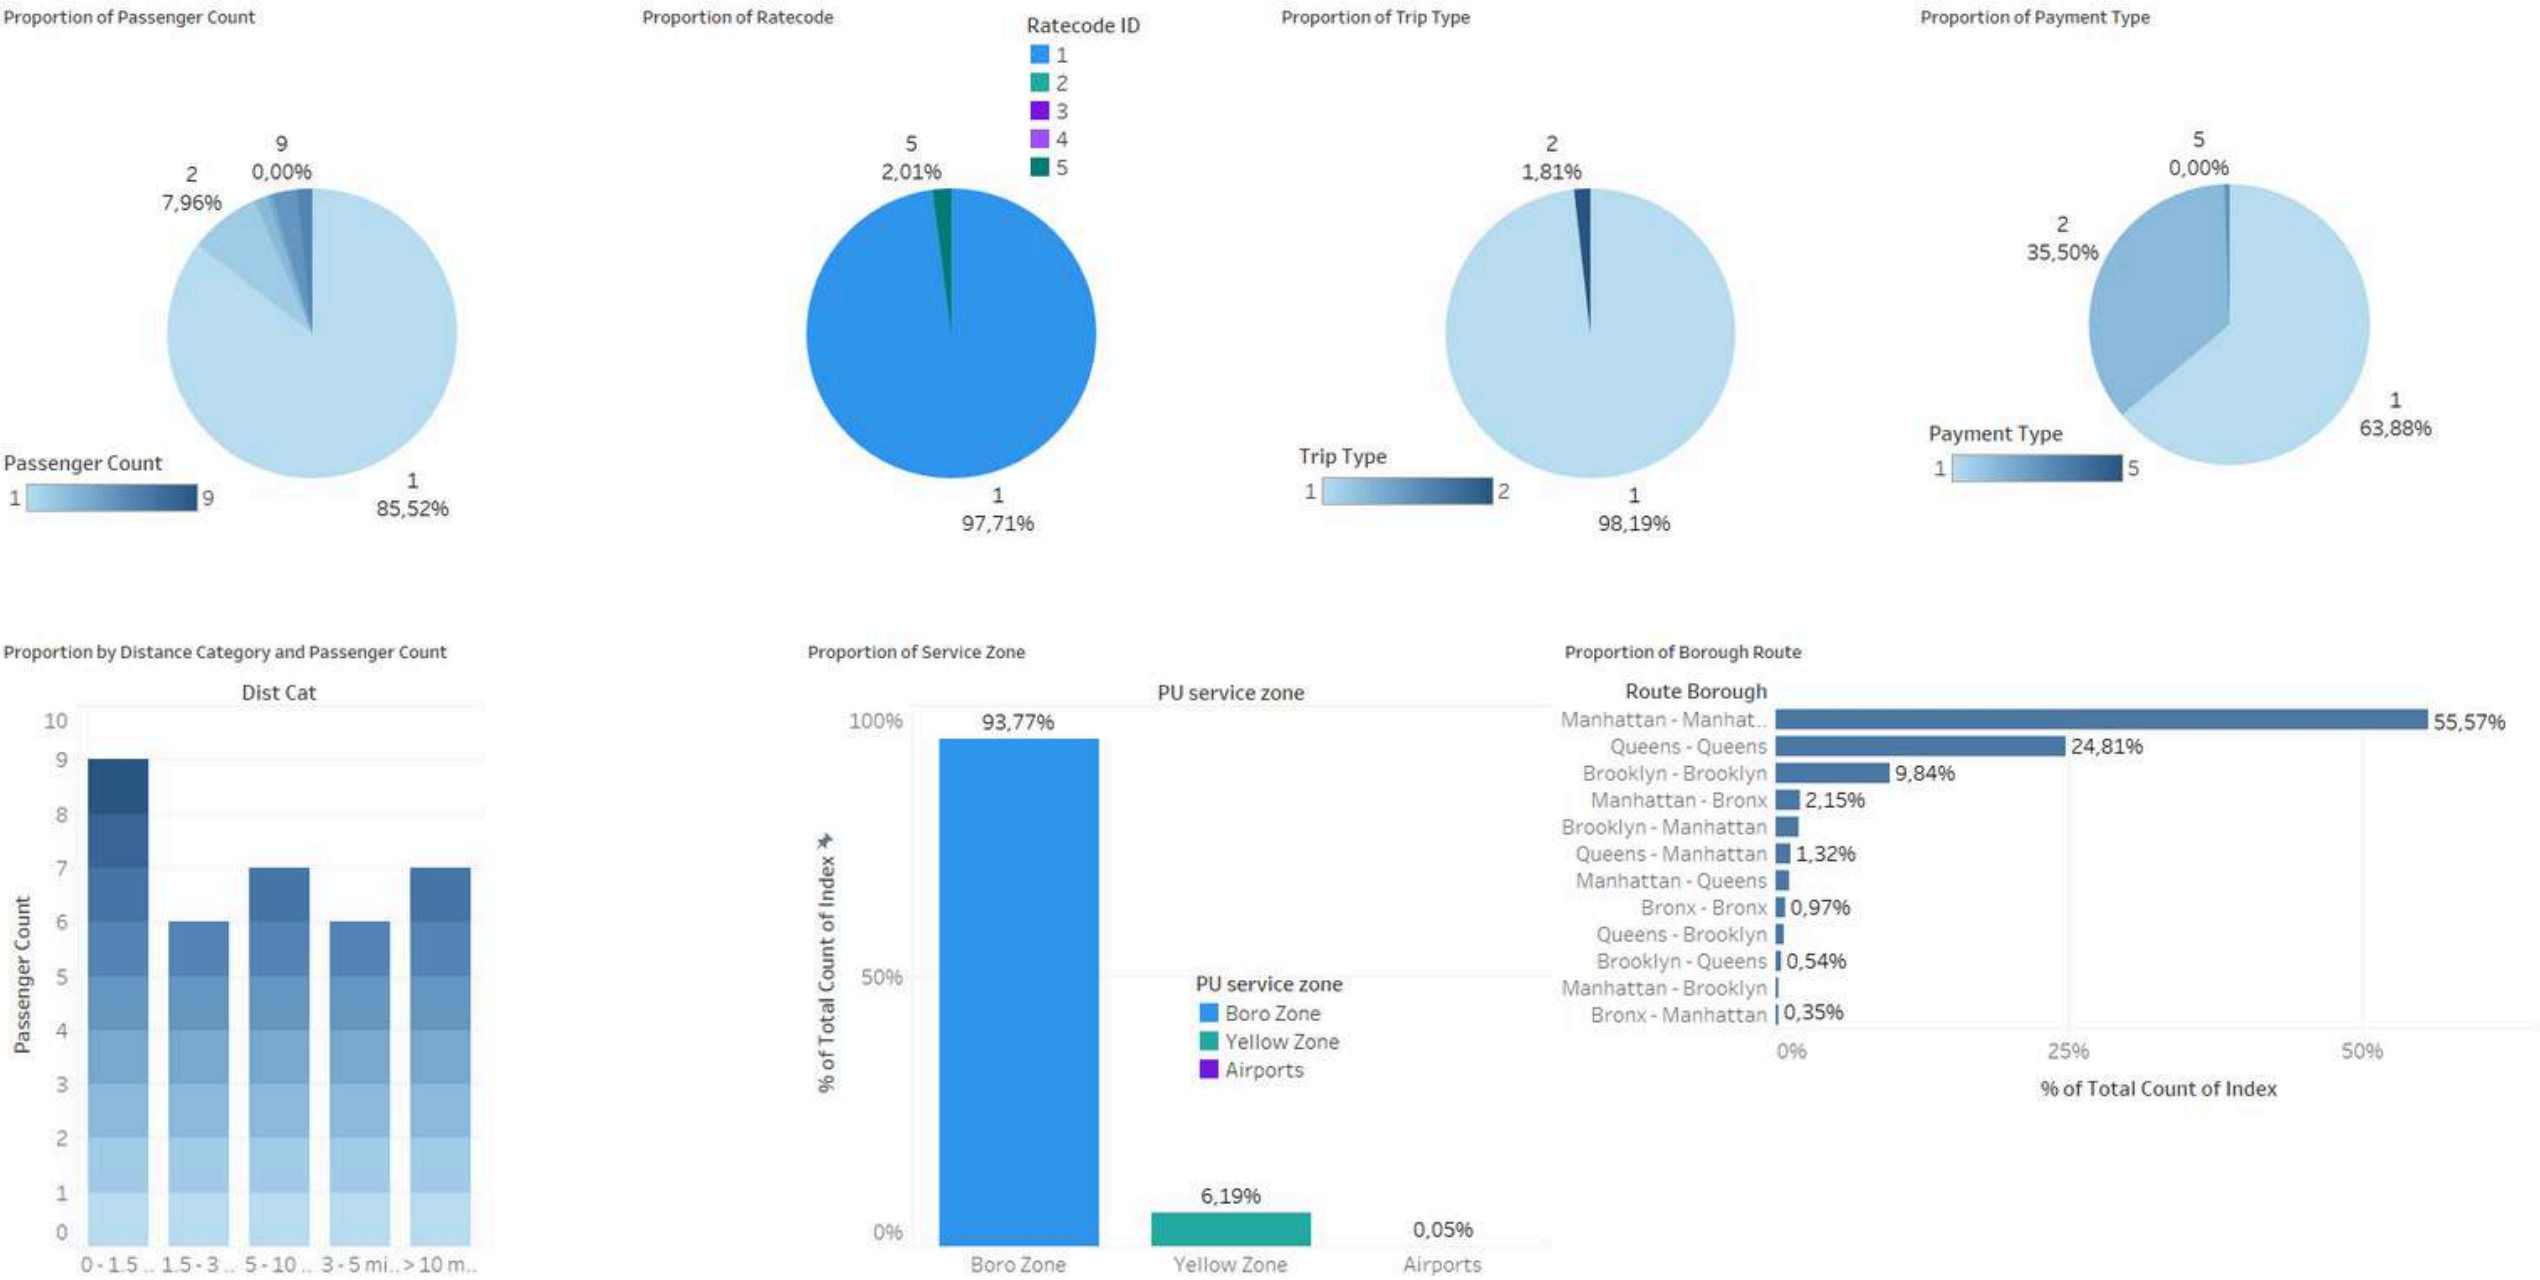 Proportion of Passenger Count
9
0,00%
2
7,96%
Passenger Count
1 9
1
85,52%
Proportion of Ratecode
Ratecode ID
1
2
3
4
5
5
2,01%
1
97,71%
Proportion of Trip Type
2
1,81%
Trip Type
1 2
1
98,19%
Proportion of Payment Type
5
0,00%
2
35,50%
Payment Type
1 5
1
63,88%
Proportion by Distance Category and Passenger Count
Dist Cat
Passenger Count
10
9
8
7
6
5
4
3
2
1
0
0 - 1.5 .. 1.5 - 3 .. 5 - 10 .. 3 - 5 mi.. > 10 m..
Proportion of Service Zone
PU service zone
% of Total Count of Index
100%
50%
0%
93,77%
6,19%
0,05%
PU service zone
Boro Zone
Yellow Zone
Airports
Boro Zone Yellow Zone Airports
Proportion of Borough Route
Route Borough
Manhattan - Manhat.. 55,57%
Queens - Queens 24,81%
Brooklyn - Brooklyn 9,84%
Manhattan - Bronx 2,15%
Brooklyn - Manhattan
Queens - Manhattan 1,32%
Manhattan - Queens
Bronx - Bronx 0,97%
Queens - Brooklyn
Brooklyn - Queens 0,54%
Manhattan - Brooklyn
Bronx - Manhattan 0,35%
0% 25% 50%
% of Total Count of Index